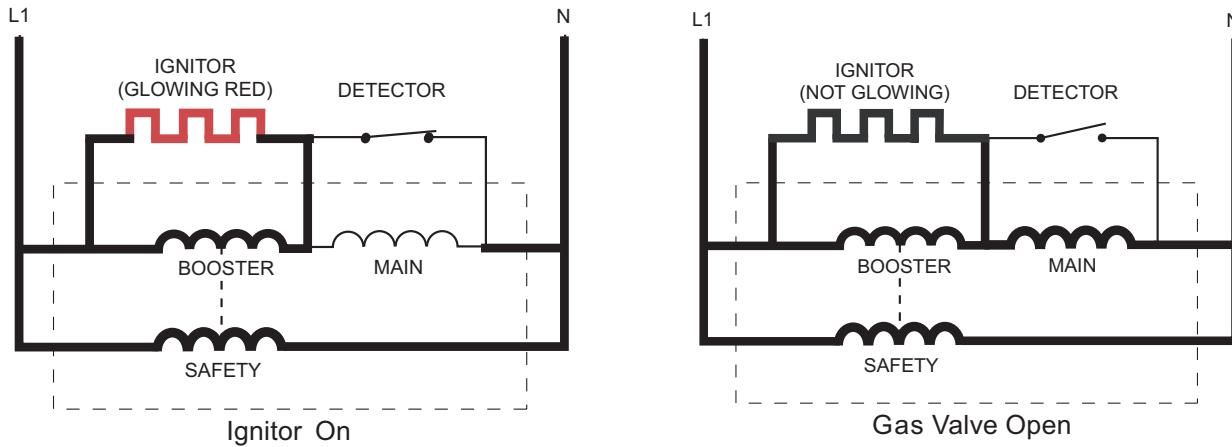 L1
N
IGNITOR
(GLOWING RED)
DETECTOR
BOOSTER
MAIN
SAFETY
Ignitor On
L1
N
IGNITOR
(NOT GLOWING)
DETECTOR
BOOSTER
MAIN
SAFETY
Gas Valve Open